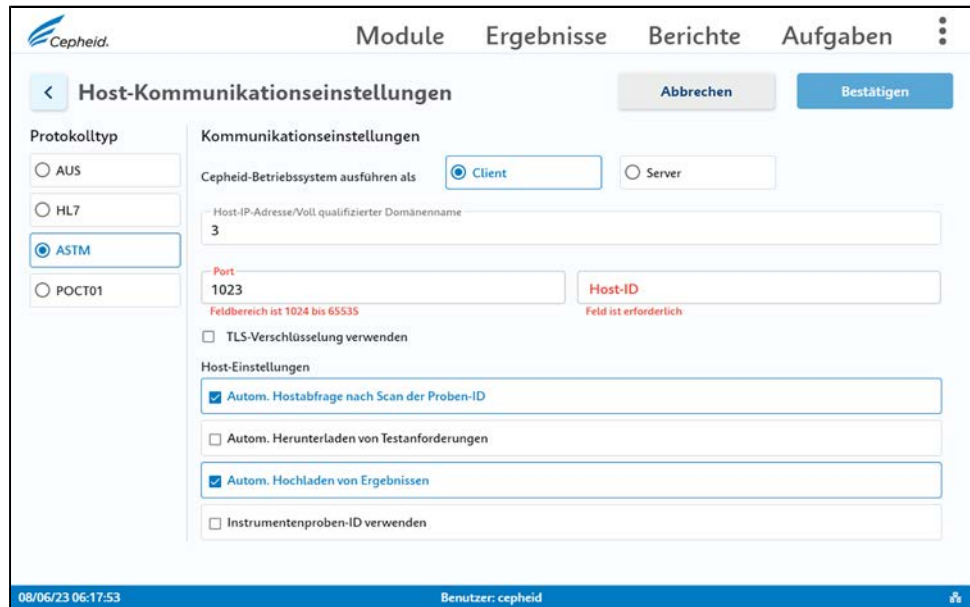 Cepheid.
Module Ergebnisse Berichte Aufgaben
Host-Kommunikationseinstellungen
Abbrechen Bestätigen
Protokolltyp
AUS
HL7
ASTM
POCT01
Kommunikationseinstellungen
Cepheid-Betriebssystem ausführen als
Client Server
Host-IP-Adresse/Voll qualifizierter Domänenname
3
Port
1023
Feldbereich ist 1024 bis 65535
Host-ID
Feld ist erforderlich
TLS-Verschlüsselung verwenden
Host-Einstellungen
Autom. Hostabfrage nach Scan der Proben-ID
Autom. Herunterladen von Testanforderungen
Autom. Hochladen von Ergebnissen
Instrumentenproben-ID verwenden
08/06/23 06:17:53 Benutzer: cepheid